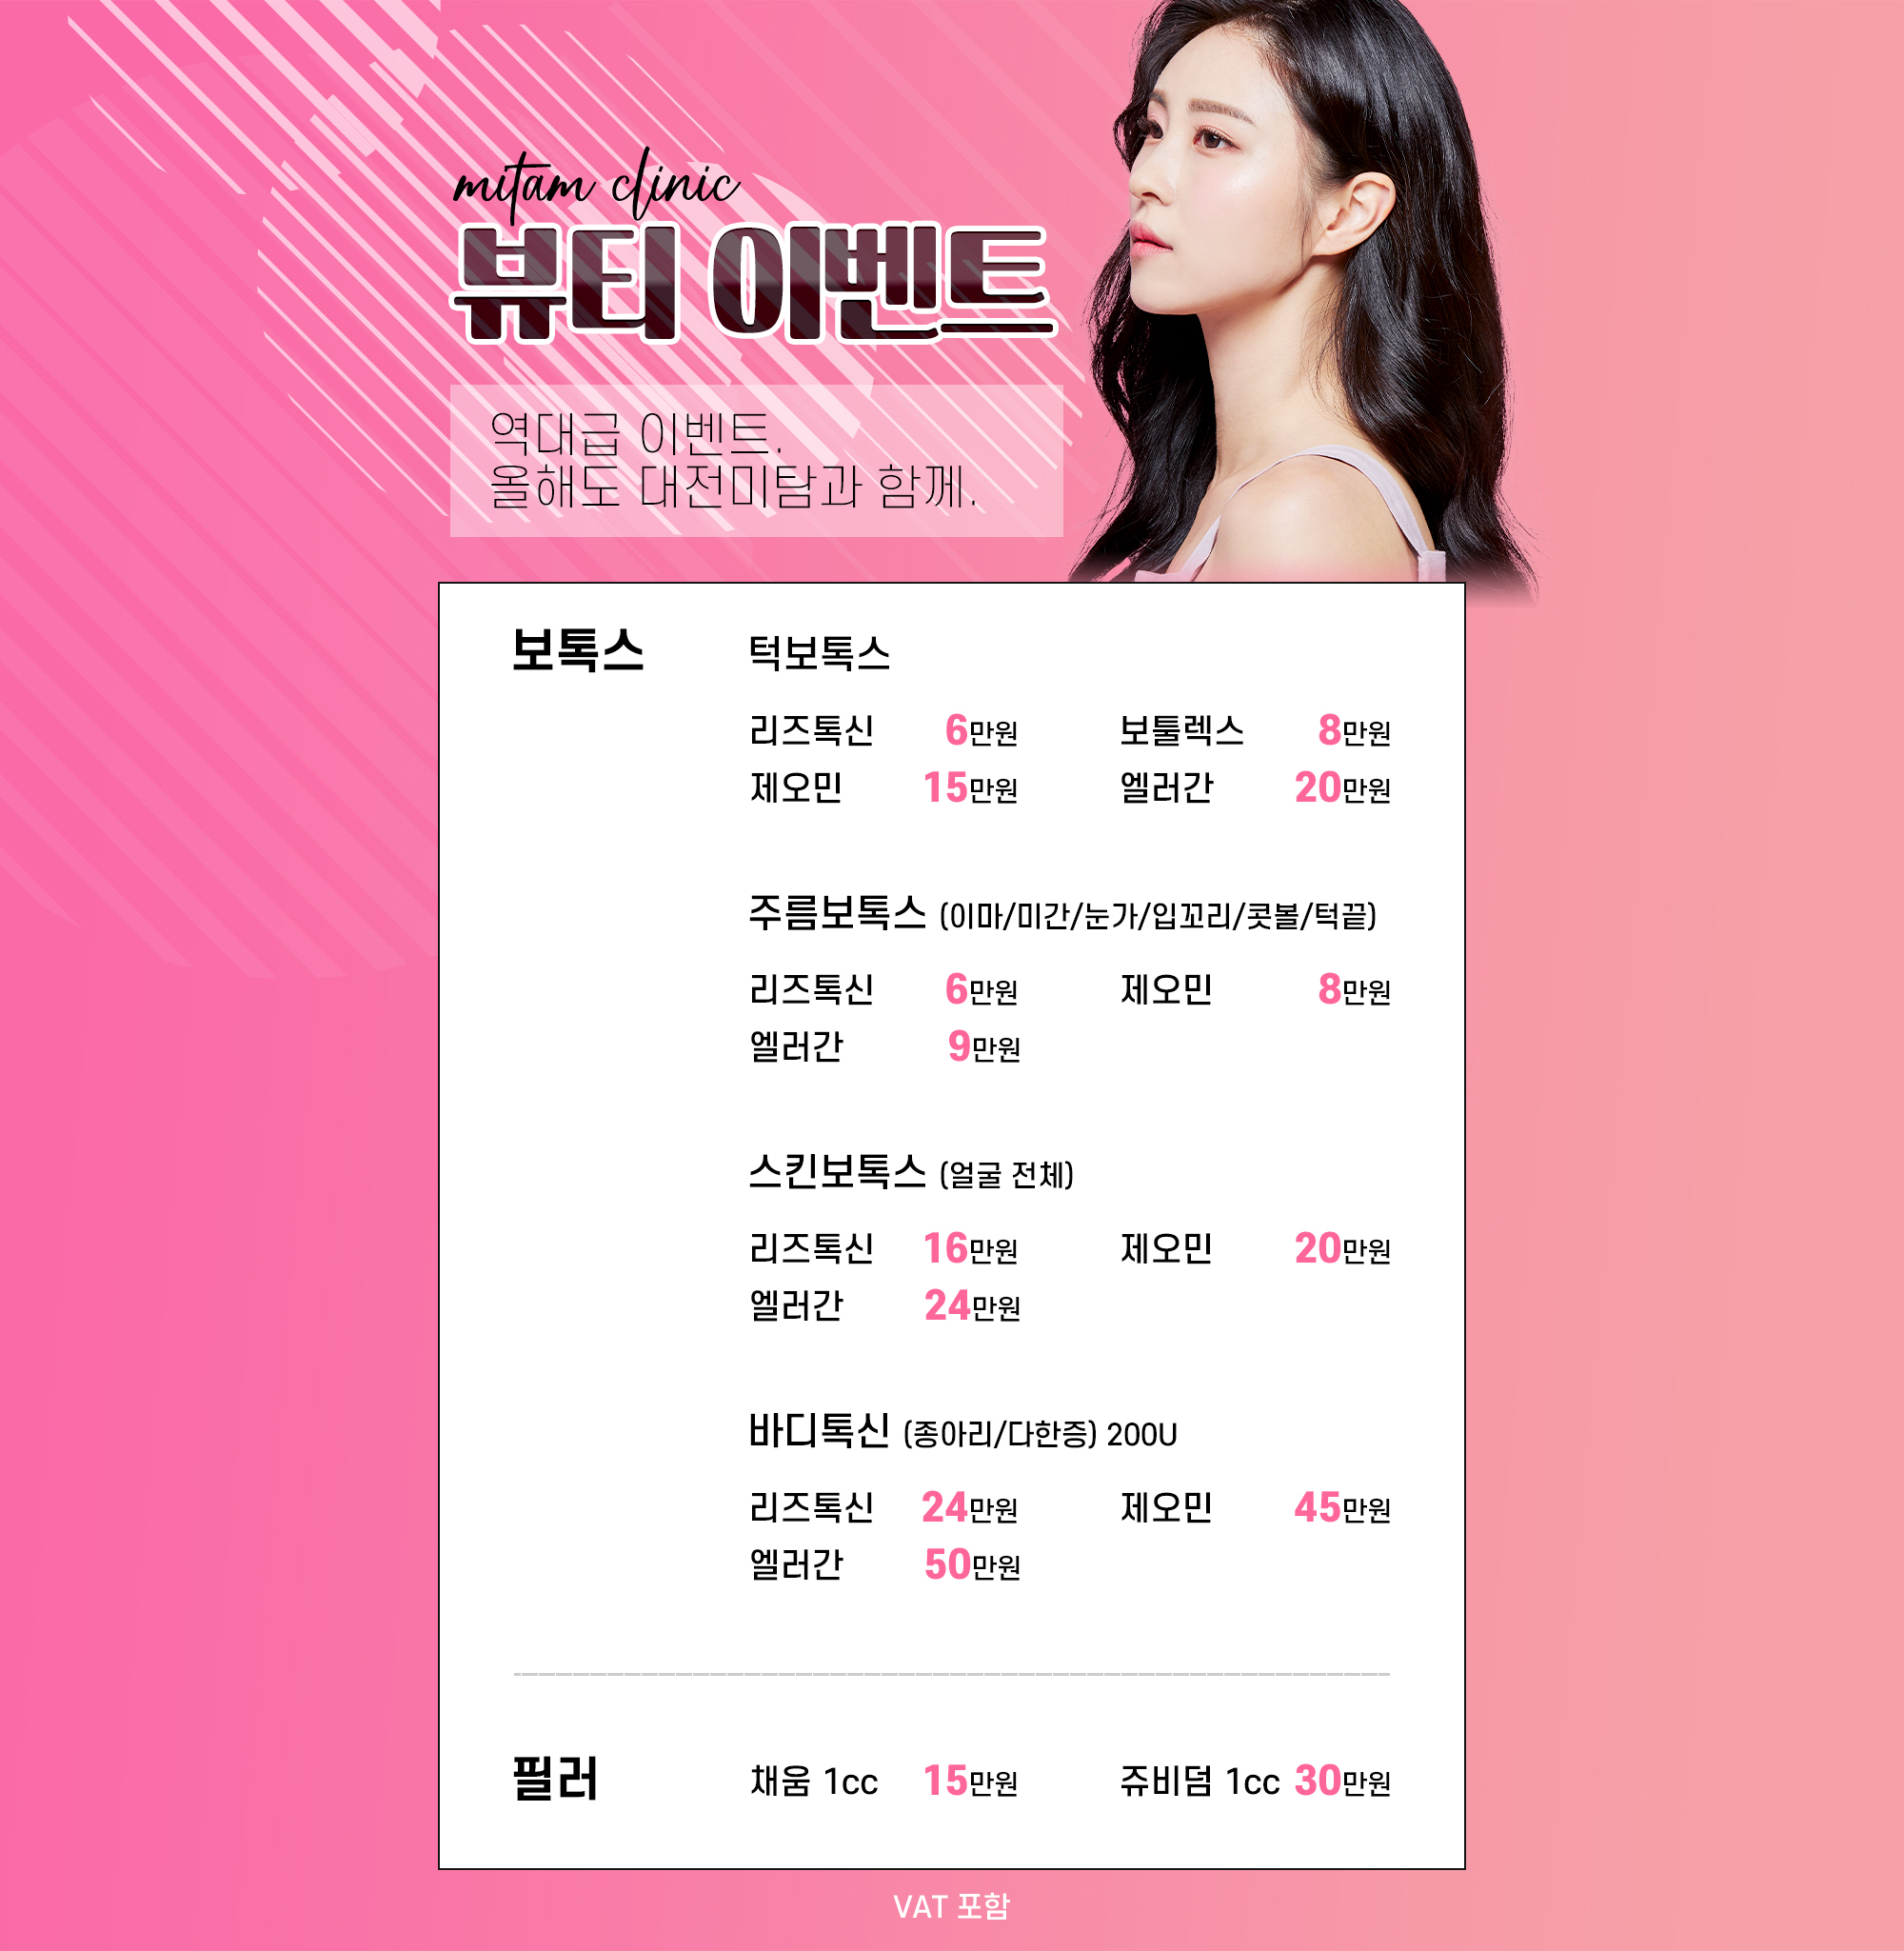 mitam clinic
뷰티 이벤트
역대급 이벤트.
올해도 대전미탐과 함께.
보톡스 턱보톡스
리즈톡신 6만원 보툴렉스 8만원
제오민 15만원 엘러간 20만원
주름보톡스 (이마/미간/눈가/입꼬리/콧볼/턱끝)
리즈톡신 6만원 제오민 8만원
엘러간 9만원
스킨보톡스 (얼굴 전체)
리즈톡신 16만원 제오민 20만원
엘러간 24만원
바디톡신 (종아리/다한증) 200U
리즈톡신 24만원 제오민 45만원
엘러간 50만원
필러 채움 1cc 15만원 쥬비덤 1cc 30만원
VAT 포함